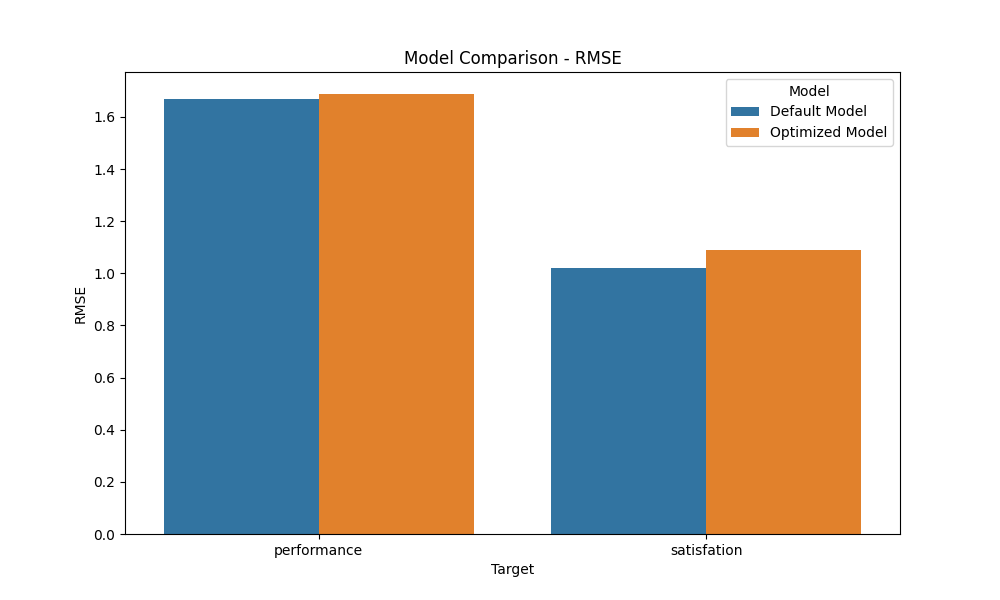 Model Comparison - RMSE
Model
Default Model
Optimized Model
RMSE
1.6
1.4
1.2
1.0
0.8
0.6
0.4
0.2
0.0
performance
satisfation
Target